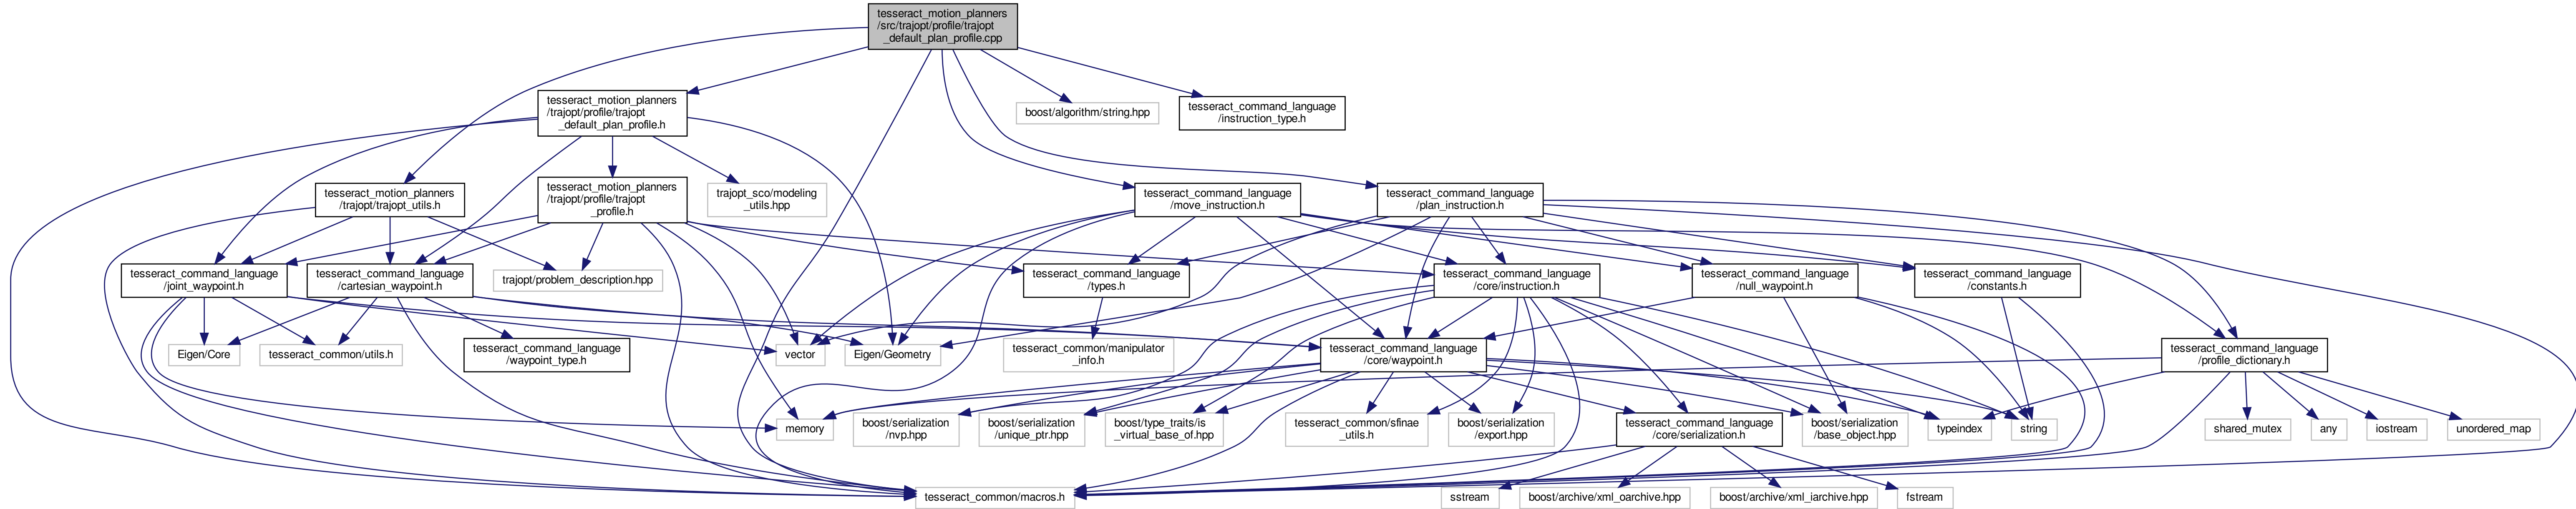 tesseract_motion_planners
/src/trajopt/profile/trajopt
_default_plan_profile.cpp
tesseract_motion_planners
/trajopt/profile/trajopt
_default_plan_profile.h
boost/algorithm/string.hpp
tesseract_command_language
/instruction_type.h
tesseract_motion_planners
/trajopt/trajopt_utils.h
tesseract_motion_planners
/trajopt/profile/trajopt
_profile.h
trajopt_sco/modeling
_utils.hpp
tesseract_command_language
/move_instruction.h
tesseract_command_language
/plan_instruction.h
tesseract_command_language
/joint_waypoint.h
tesseract_command_language
/cartesian_waypoint.h
trajopt/problem_description.hpp
tesseract_command_language
/types.h
tesseract_command_language
/core/instruction.h
tesseract_command_language
/null_waypoint.h
tesseract_command_language
/constants.h
Eigen/Core
tesseract_common/utils.h
tesseract_command_language
/waypoint_type.h
vector
Eigen/Geometry
tesseract_common/manipulator
_info.h
tesseract_command_language
/core/waypoint.h
tesseract_command_language
/profile_dictionary.h
memory
boost/serialization
/nvp.hpp
boost/serialization
/unique_ptr.hpp
boost/type_traits/is
_virtual_base_of.hpp
tesseract_common/sfinae
_utils.h
boost/serialization
/export.hpp
tesseract_command_language
/core/serialization.h
boost/serialization
/base_object.hpp
typeindex
string
shared_mutex
any
iostream
unordered_map
tesseract_common/macros.h
sstream
boost/archive/xml_oarchive.hpp
boost/archive/xml_iarchive.hpp
fstream